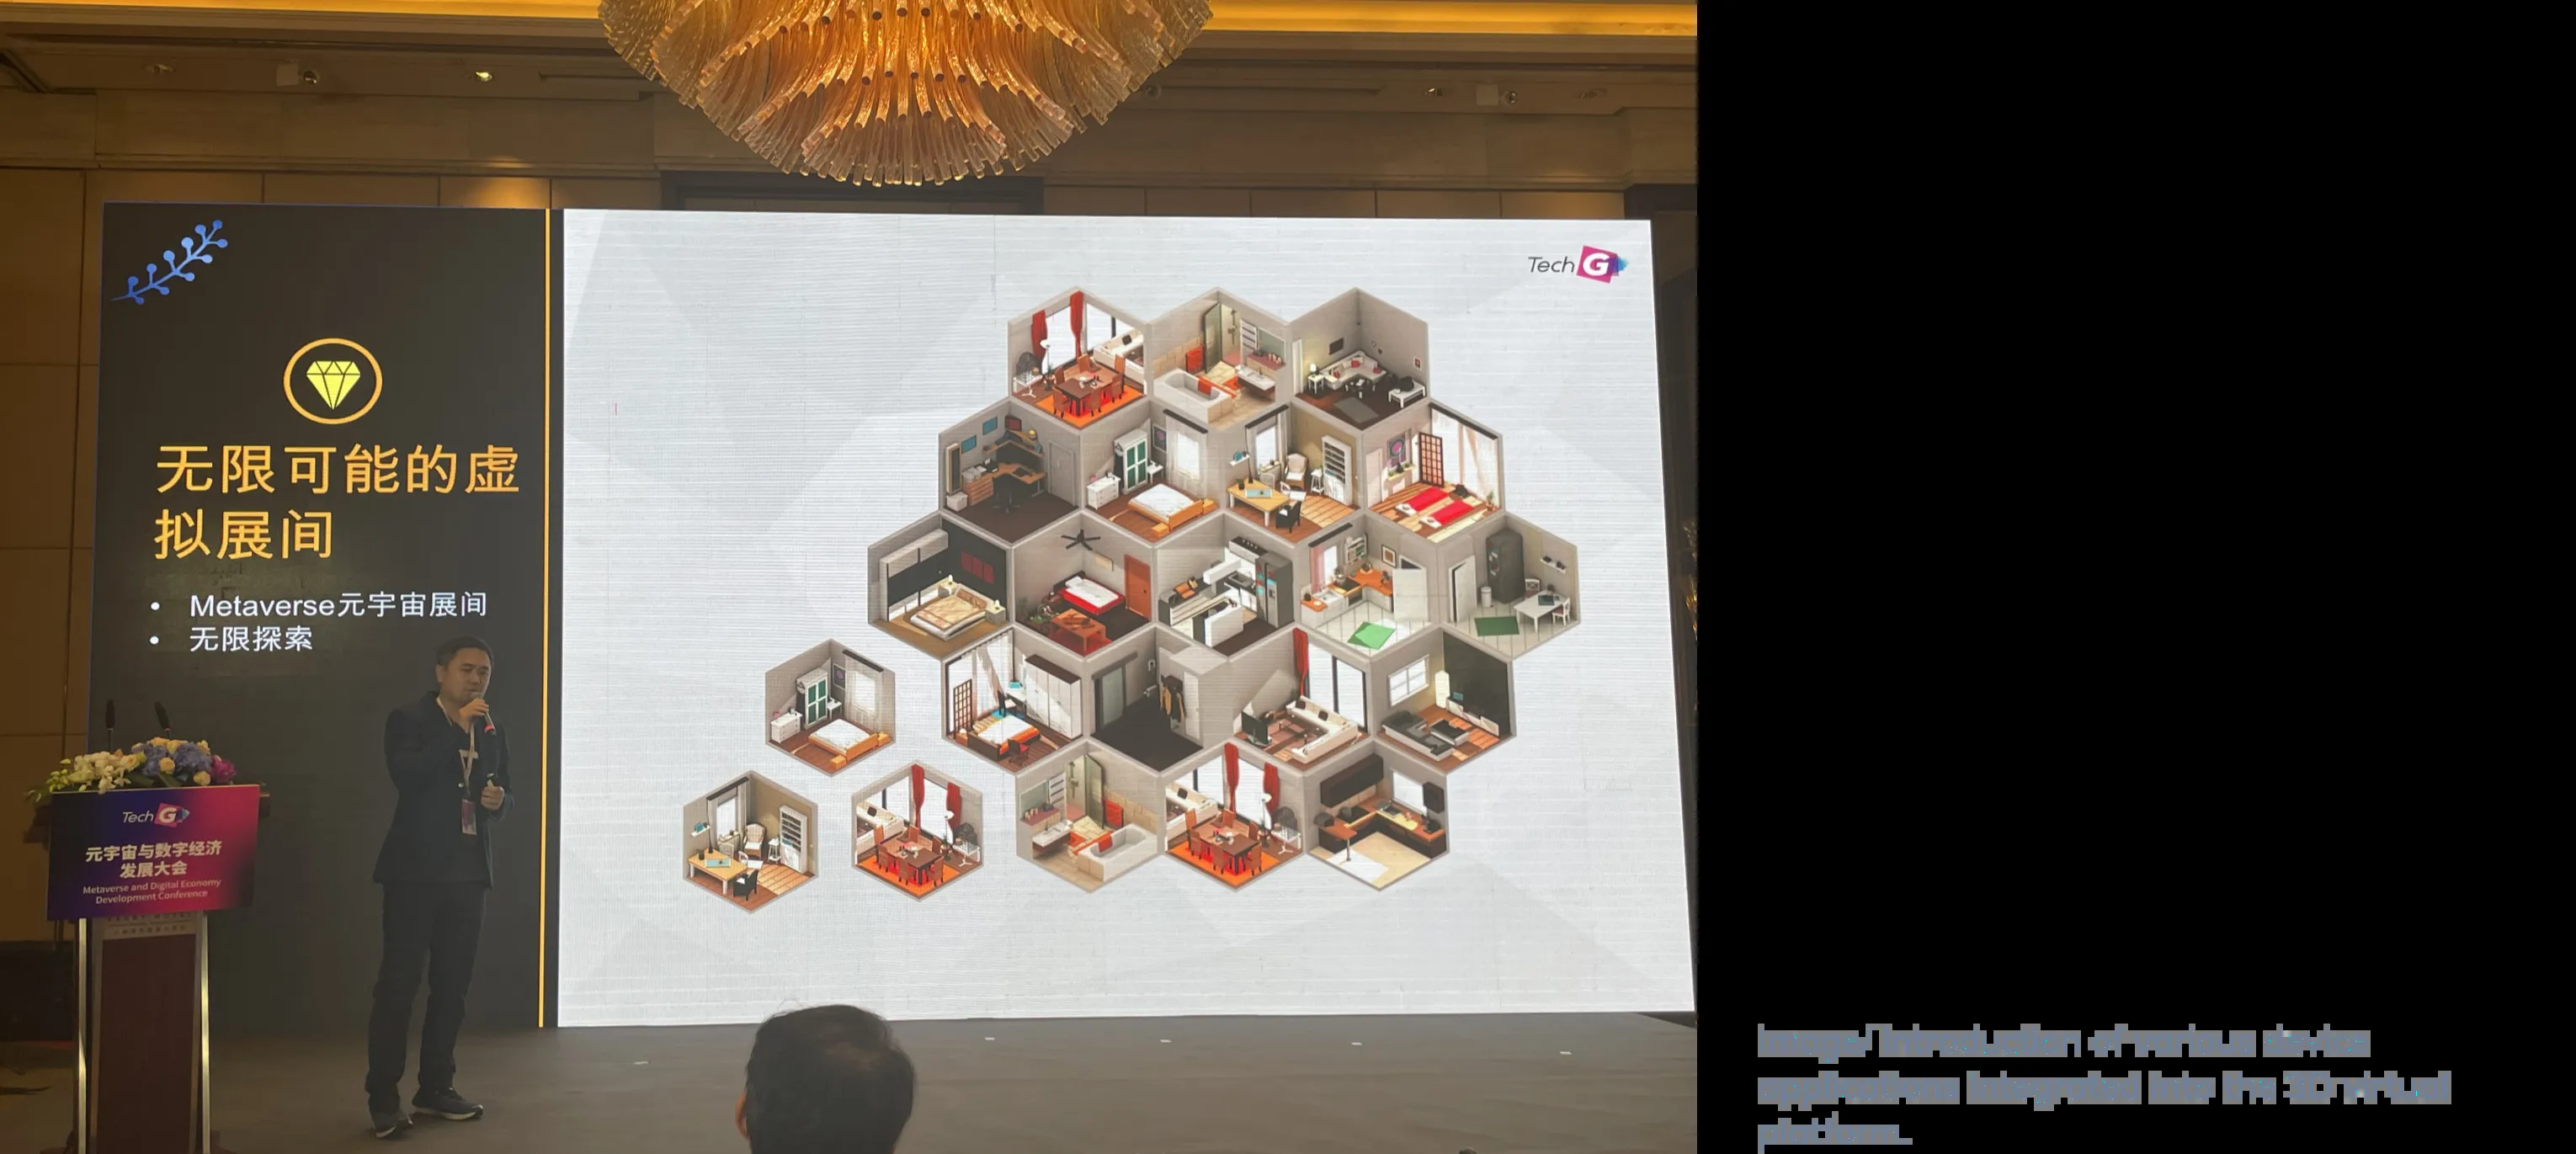 Tech G
无限可能的虚
拟展间
• Metaverse元宇宙展间
• 无限探索
Tech G
元宇宙与数字经济
发展大会
Metaverse and Digital Economy
Development Conference
Image/ Introduction of various device
applications integrated into the 3D virtual
platform.